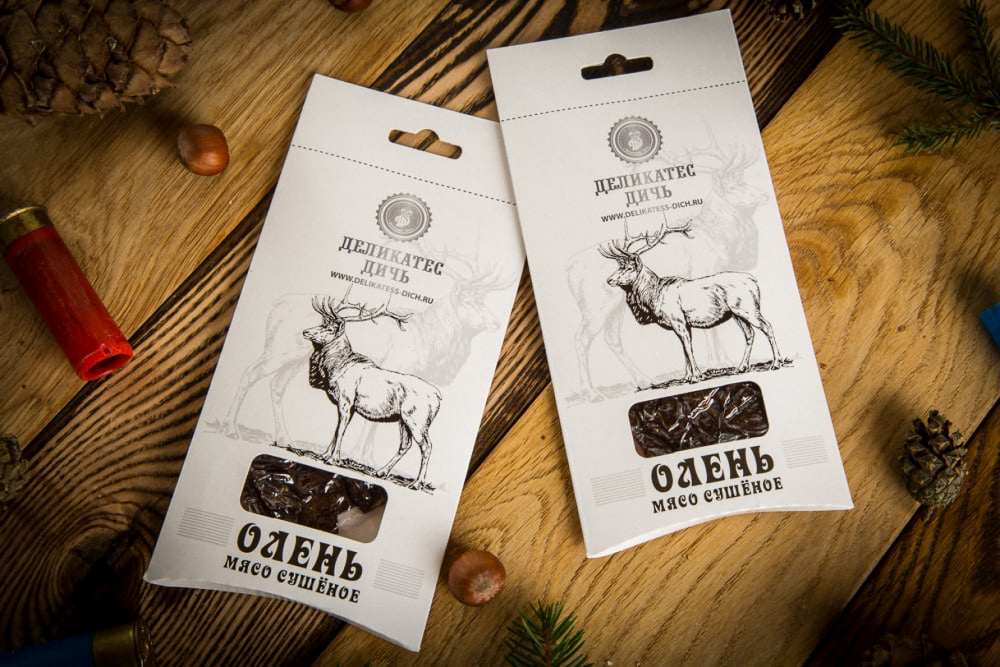 ДЕЛИКАТЕС
ДИЧЬ
WWW.DELIKATESS-DICH.RU
ОЛЕНЬ
МЯСО СУШЁНОЕ
ДЕЛИКАТЕС
ДИЧЬ
WWW.DELIKATESS-DICH.RU
ОЛЕНЬ
МЯСО СУШЁНОЕ